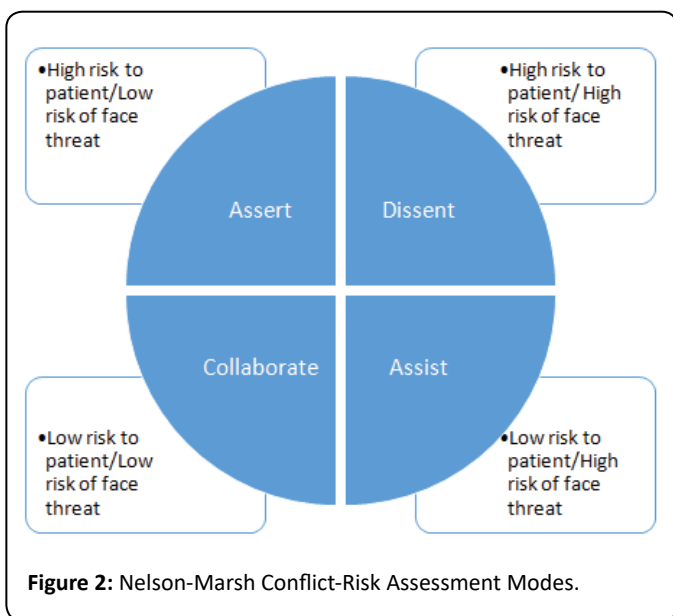 •High risk to
patient/Low
risk of face
threat
•High risk to
patient/ High
risk of face
threat
Assert
Dissent
Collaborate
Assist
•Low risk to
patient/Low
risk of face
threat
•Low risk to
patient/High
risk of face
threat
Figure 2: Nelson-Marsh Conflict-Risk Assessment Modes.